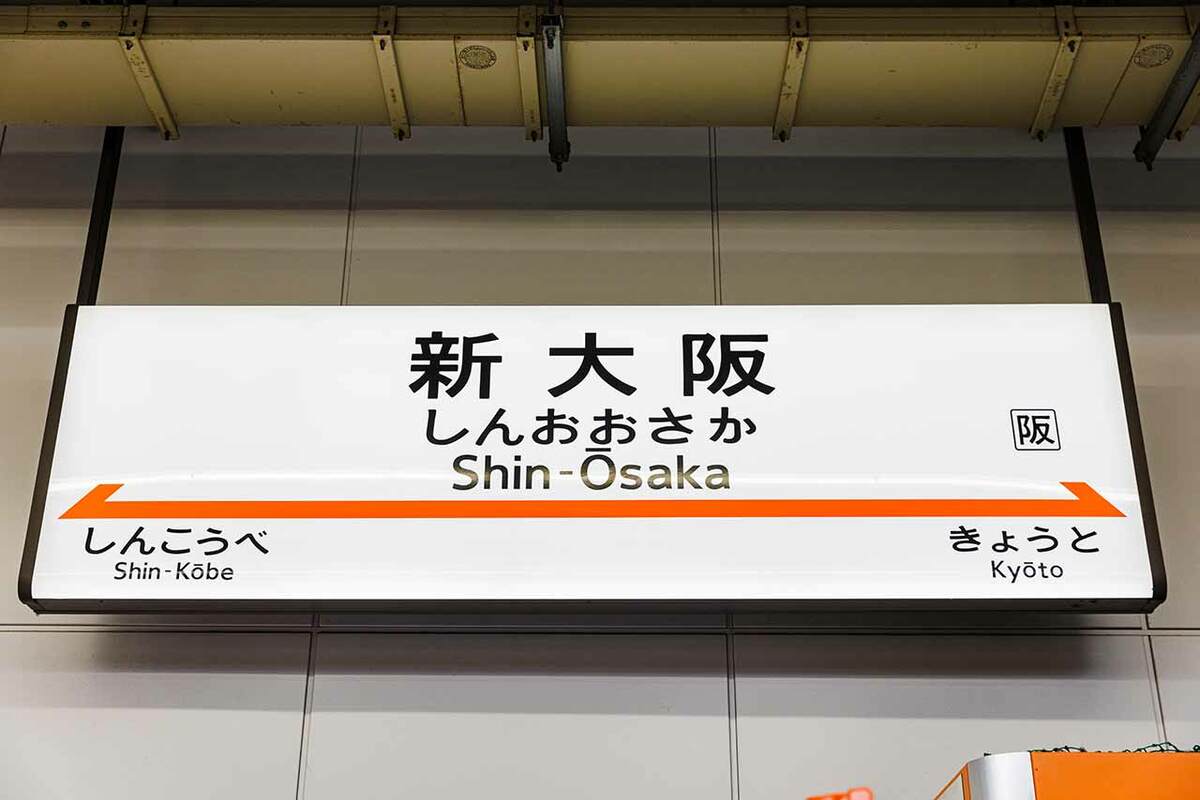 新大阪
しんおおさか
Shin-Ōsaka
阪
しんこうべ
Shin-Kōbe
きょうと
Kyōto